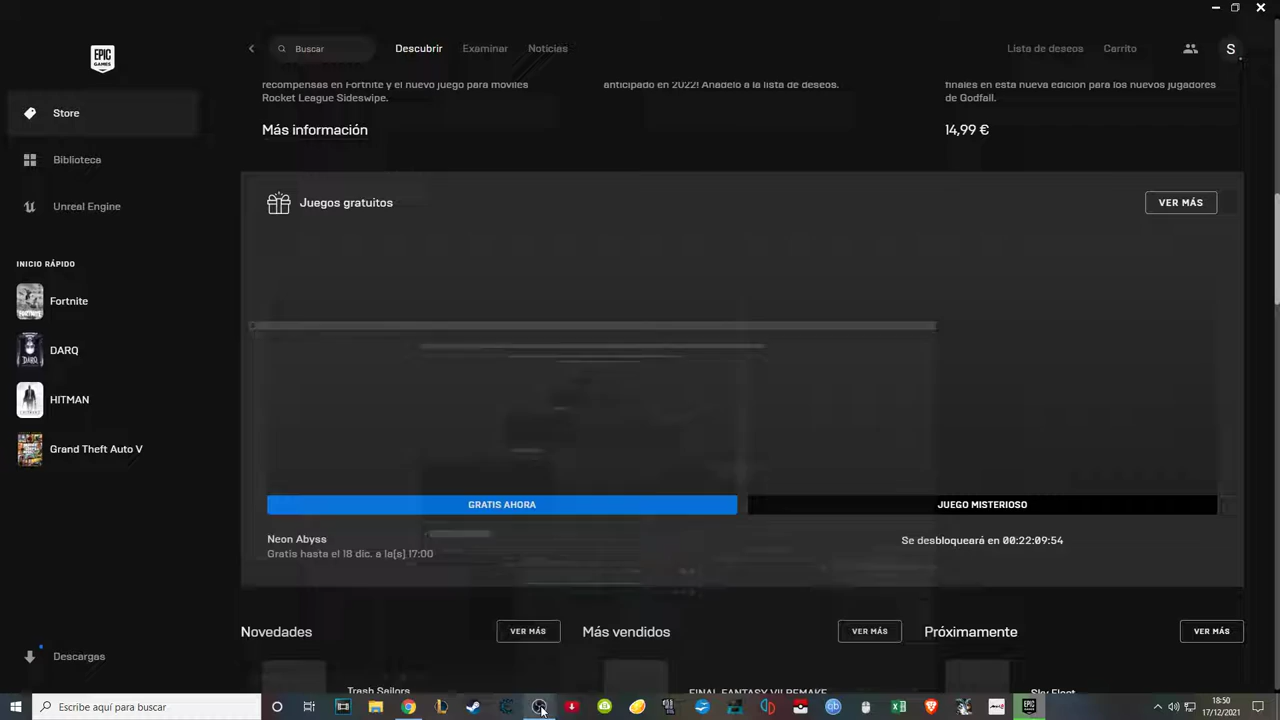 EPIC
GAMES
Buscar
Descubrir
Examinar
Noticias
Lista de deseos
Carrito
S
Store
Biblioteca
Unreal Engine
INICIO RÁPIDO
Fortnite
DARQ
HITMAN
Grand Theft Auto V
Descargas
recompensas en Fortnite y el nuevo juego para móviles
Rocket League Sideswipe.
Más información
anticipado en 2022! Añádelo a la lista de deseos.
finales en esta nueva edición para los nuevos jugadores
de Godfall.
14,99 €
Juegos gratuitos
VER MÁS
GRATIS AHORA
JUEGO MISTERIOSO
Neon Abyss
Gratis hasta el 18 dic. a la(s) 17:00
Se desbloqueará en 00:22:09:54
Novedades
VER MÁS
Más vendidos
VER MÁS
Próximamente
VER MÁS
Trash Sailors
FINAL FANTASY VII REMAKE
Sky Fleet
Escribe aquí para buscar
18:50
17/12/2021